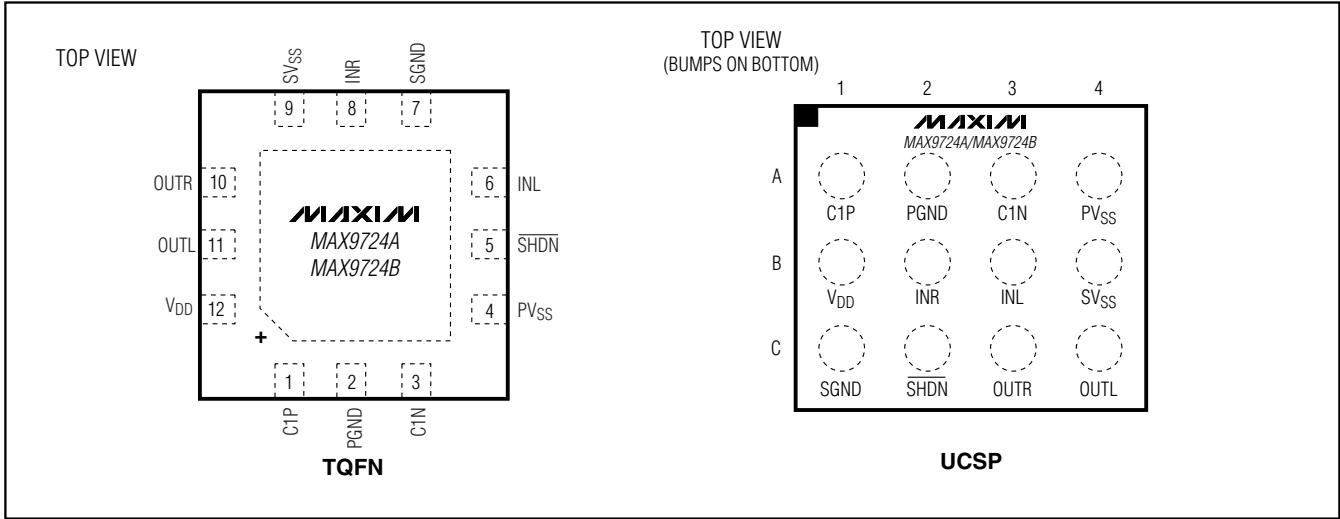 TOP VIEW
SVSS
INR
SGND
9
8
7
OUTR 10
6 INL
MAXIM
MAX9724A
MAX9724B
OUTL 11
5 SHDN
VDD 12
4 PVSS
+
1
2
3
C1P
PGND
C1N
TQFN
TOP VIEW
(BUMPS ON BOTTOM)
1 2 3 4
MAXIM
MAX9724A/MAX9724B
A
C1P PGND C1N PVSS
B
VDD INR INL SVSS
C
SGND SHDN OUTR OUTL
UCSP